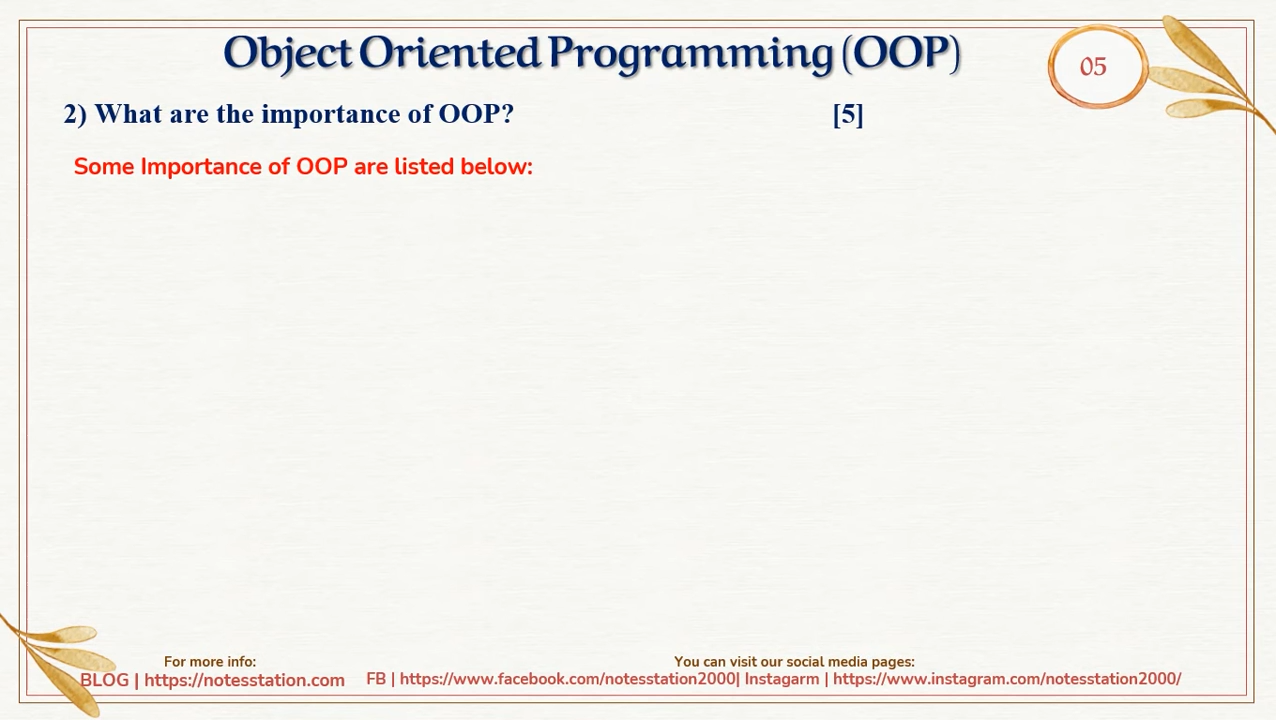 Object Oriented Programming (OOP)
05
2) What are the importance of OOP? [5]
Some Importance of OOP are listed below:
For more info:
BLOG | https://notesstation.com
You can visit our social media pages:
FB | https://www.facebook.com/notesstation2000| Instagarm | https://www.instagram.com/notesstation2000/